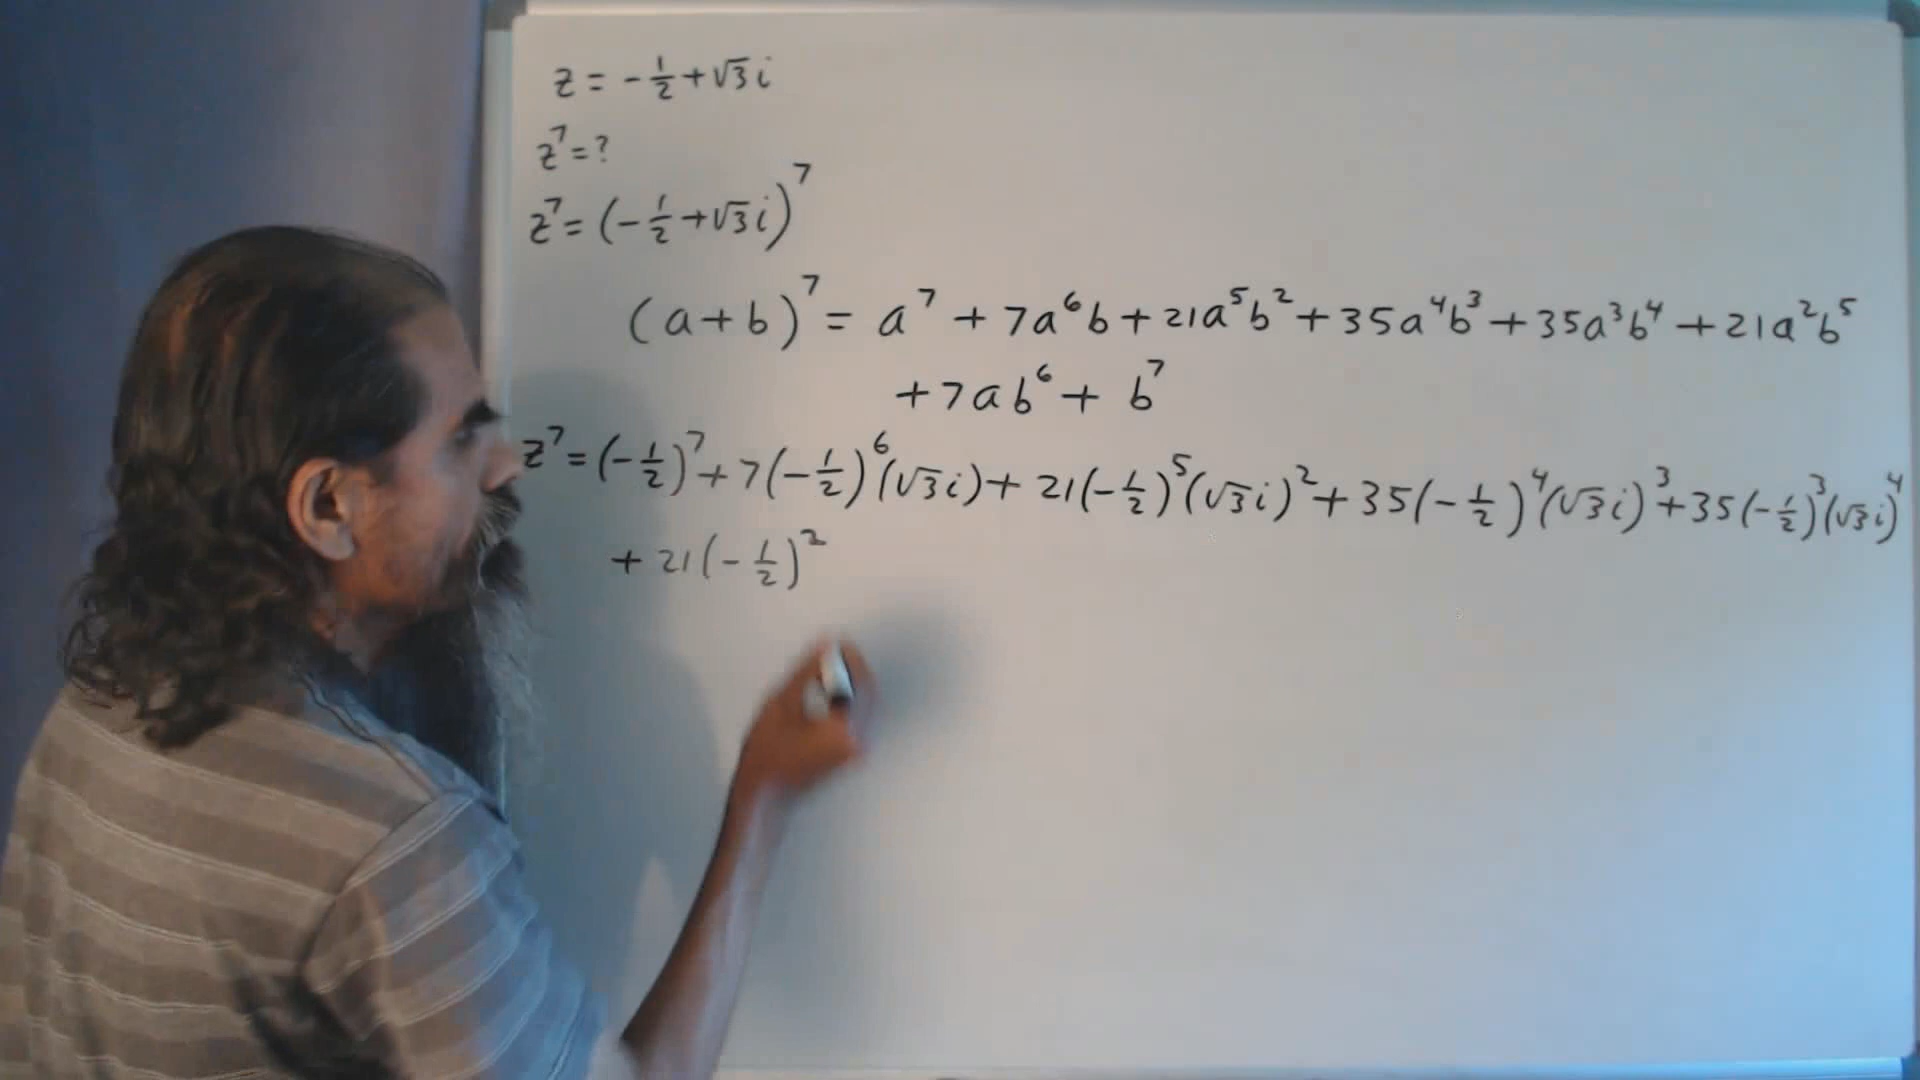 z = -1/2 + √3 i
z⁷ = ?
z⁷ = (-1/2 + √3 i)⁷
(a + b)⁷ = a⁷ + 7a⁶b + 21a⁵b² + 35a⁴b³ + 35a³b⁴ + 21a²b⁵
+ 7ab⁶ + b⁷
z⁷ = (-1/2)⁷ + 7(-1/2)⁶(√3 i) + 21(-1/2)⁵(√3 i)² + 35(-1/2)⁴(√3 i)³ + 35(-1/2)³(√3 i)⁴
+ 21(-1/2)²